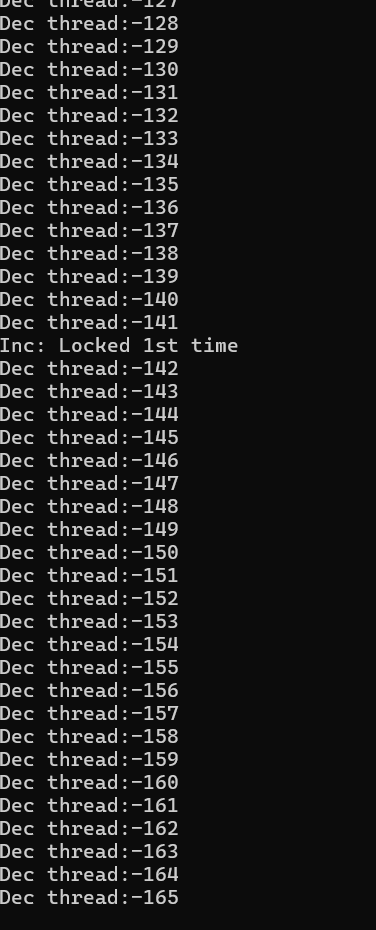 Dec thread:-127
Dec thread:-128
Dec thread:-129
Dec thread:-130
Dec thread:-131
Dec thread:-132
Dec thread:-133
Dec thread:-134
Dec thread:-135
Dec thread:-136
Dec thread:-137
Dec thread:-138
Dec thread:-139
Dec thread:-140
Dec thread:-141
Inc: Locked 1st time
Dec thread:-142
Dec thread:-143
Dec thread:-144
Dec thread:-145
Dec thread:-146
Dec thread:-147
Dec thread:-148
Dec thread:-149
Dec thread:-150
Dec thread:-151
Dec thread:-152
Dec thread:-153
Dec thread:-154
Dec thread:-155
Dec thread:-156
Dec thread:-157
Dec thread:-158
Dec thread:-159
Dec thread:-160
Dec thread:-161
Dec thread:-162
Dec thread:-163
Dec thread:-164
Dec thread:-165